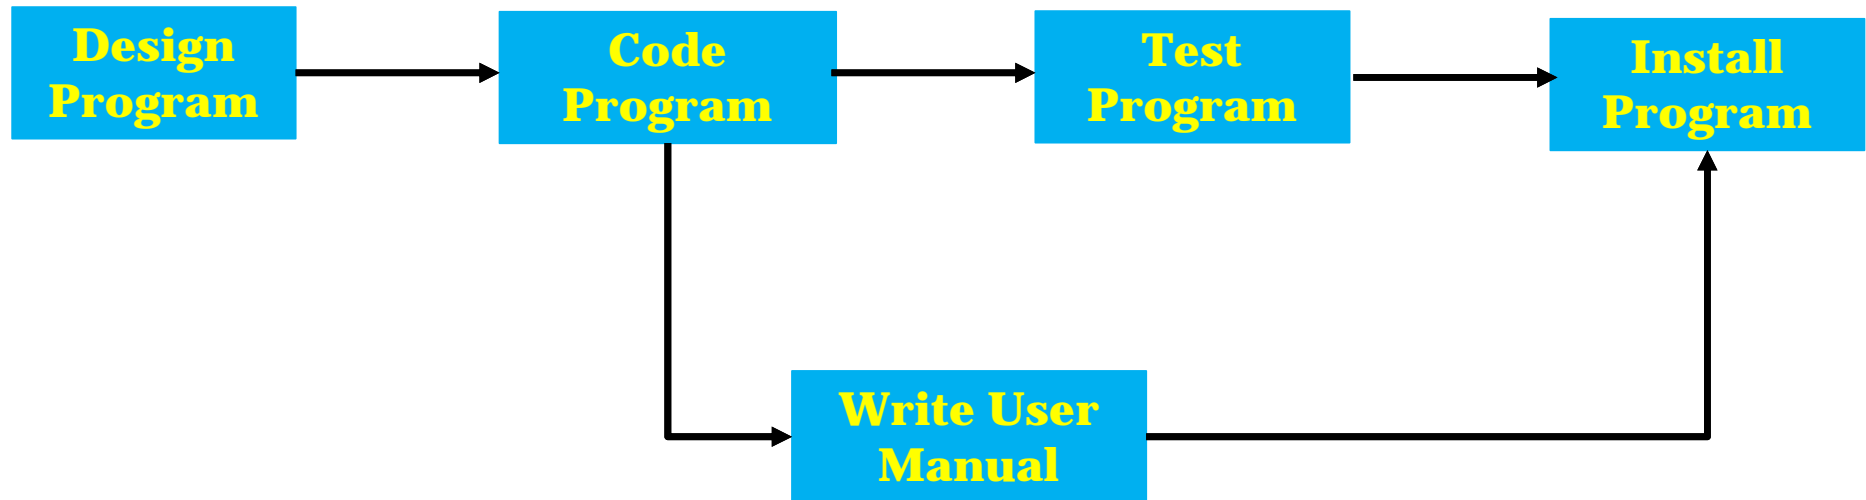 Design
Program
Code
Program
Test
Program
Install
Program
Write User
Manual